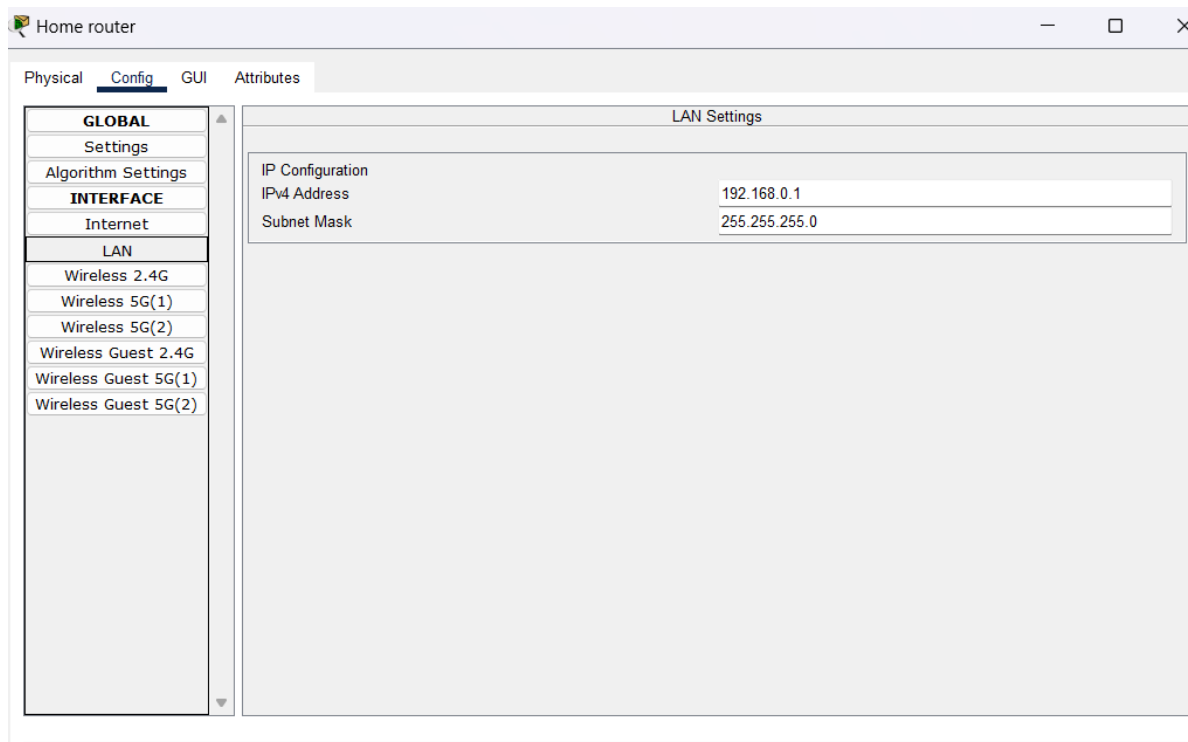 Home router
Physical Config GUI Attributes
GLOBAL
Settings
Algorithm Settings
INTERFACE
Internet
LAN
Wireless 2.4G
Wireless 5G(1)
Wireless 5G(2)
Wireless Guest 2.4G
Wireless Guest 5G(1)
Wireless Guest 5G(2)
LAN Settings
IP Configuration
IPv4 Address 192.168.0.1
Subnet Mask 255.255.255.0